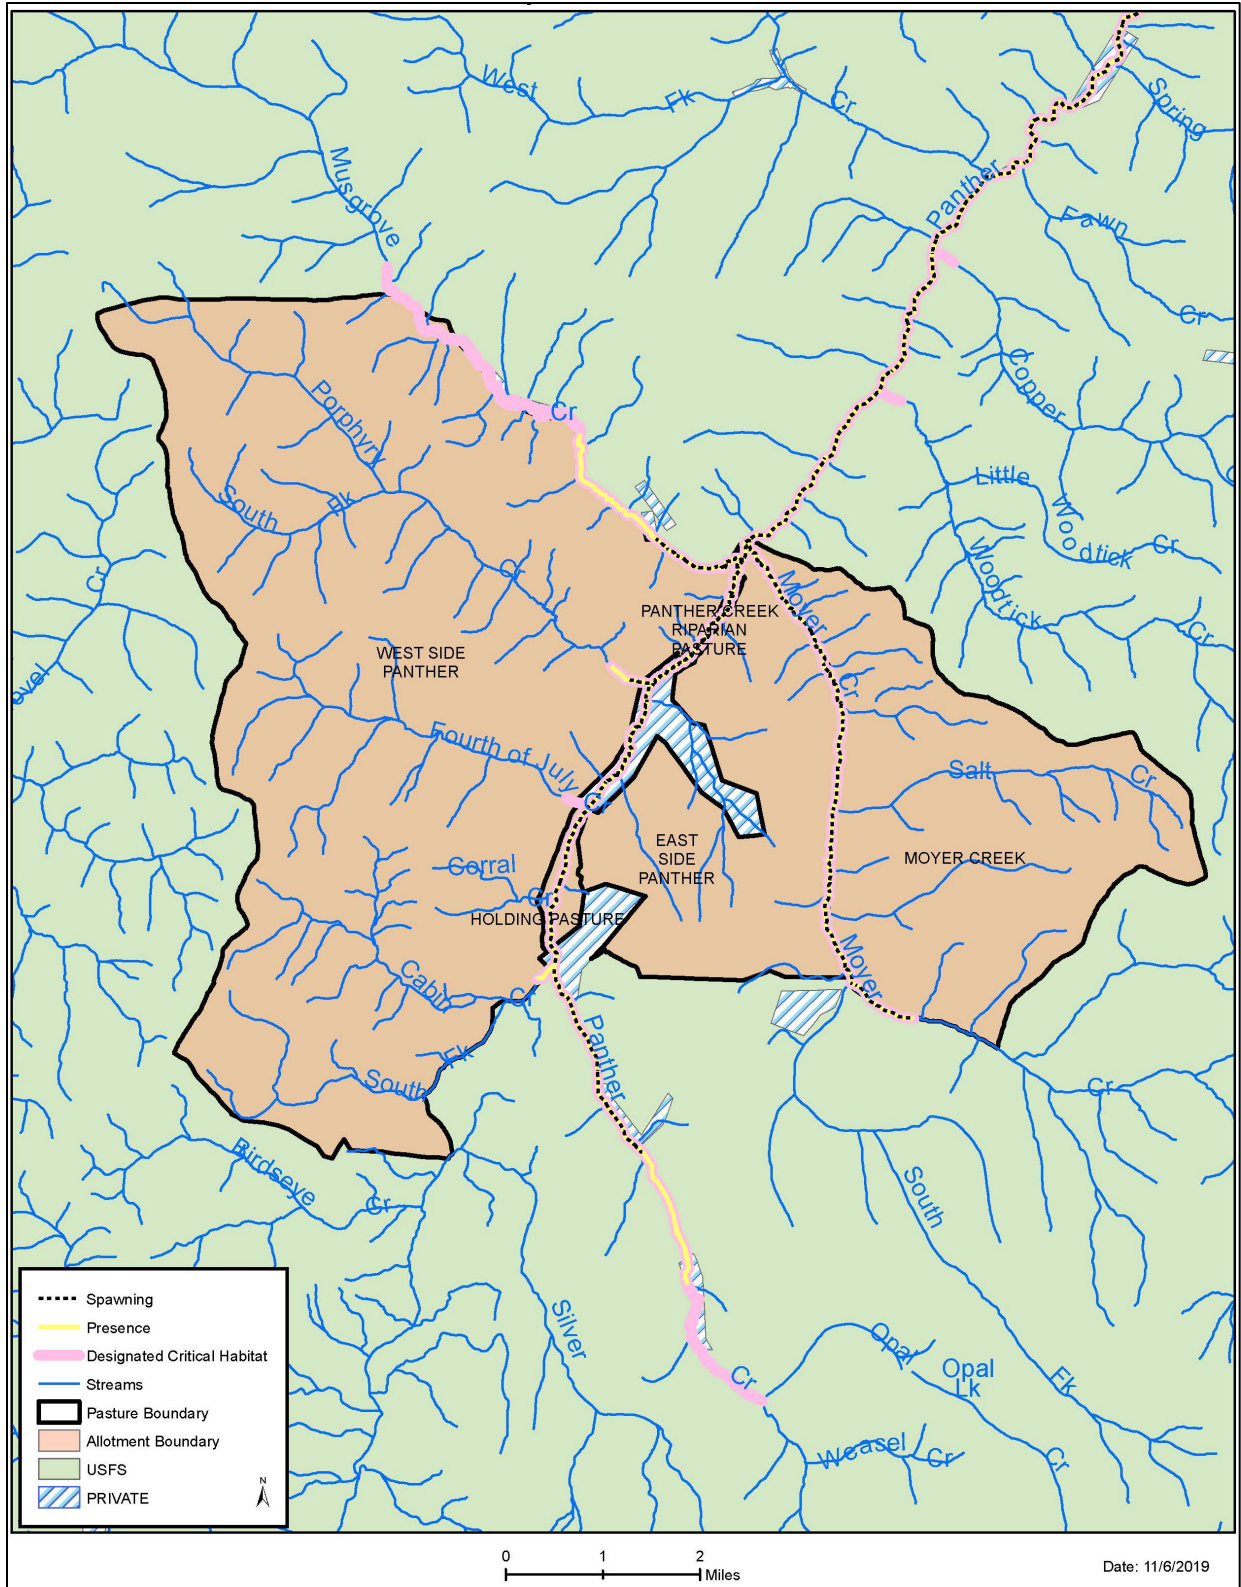 West
Fk
Cr
Spring
Musgrove
Panther
Fawn
Cr
Cr
Copper
Porphyry
South
Fk
Little
Woodtick
Cr
Cr
Woodtick
Cr
Cr
Moyer
PANTHER CREEK
RIPARIAN
PASTURE
WEST SIDE
PANTHER
Cr
Fourth of July
Cr
Salt
Cr
EAST
SIDE
PANTHER
MOYER CREEK
Corral
Cr
HOLDING PASTURE
Cabin
Cr
Moyer
Panther
Fk
South
Cr
Birdseye
Cr
South
Silver
Opal
Opal
Lk
Fk
Cr
Weasel
Cr
Cr
Spawning
Presence
Designated Critical Habitat
Streams
Pasture Boundary
Allotment Boundary
USFS
PRIVATE
N
0 1 2
Miles
Date: 11/6/2019